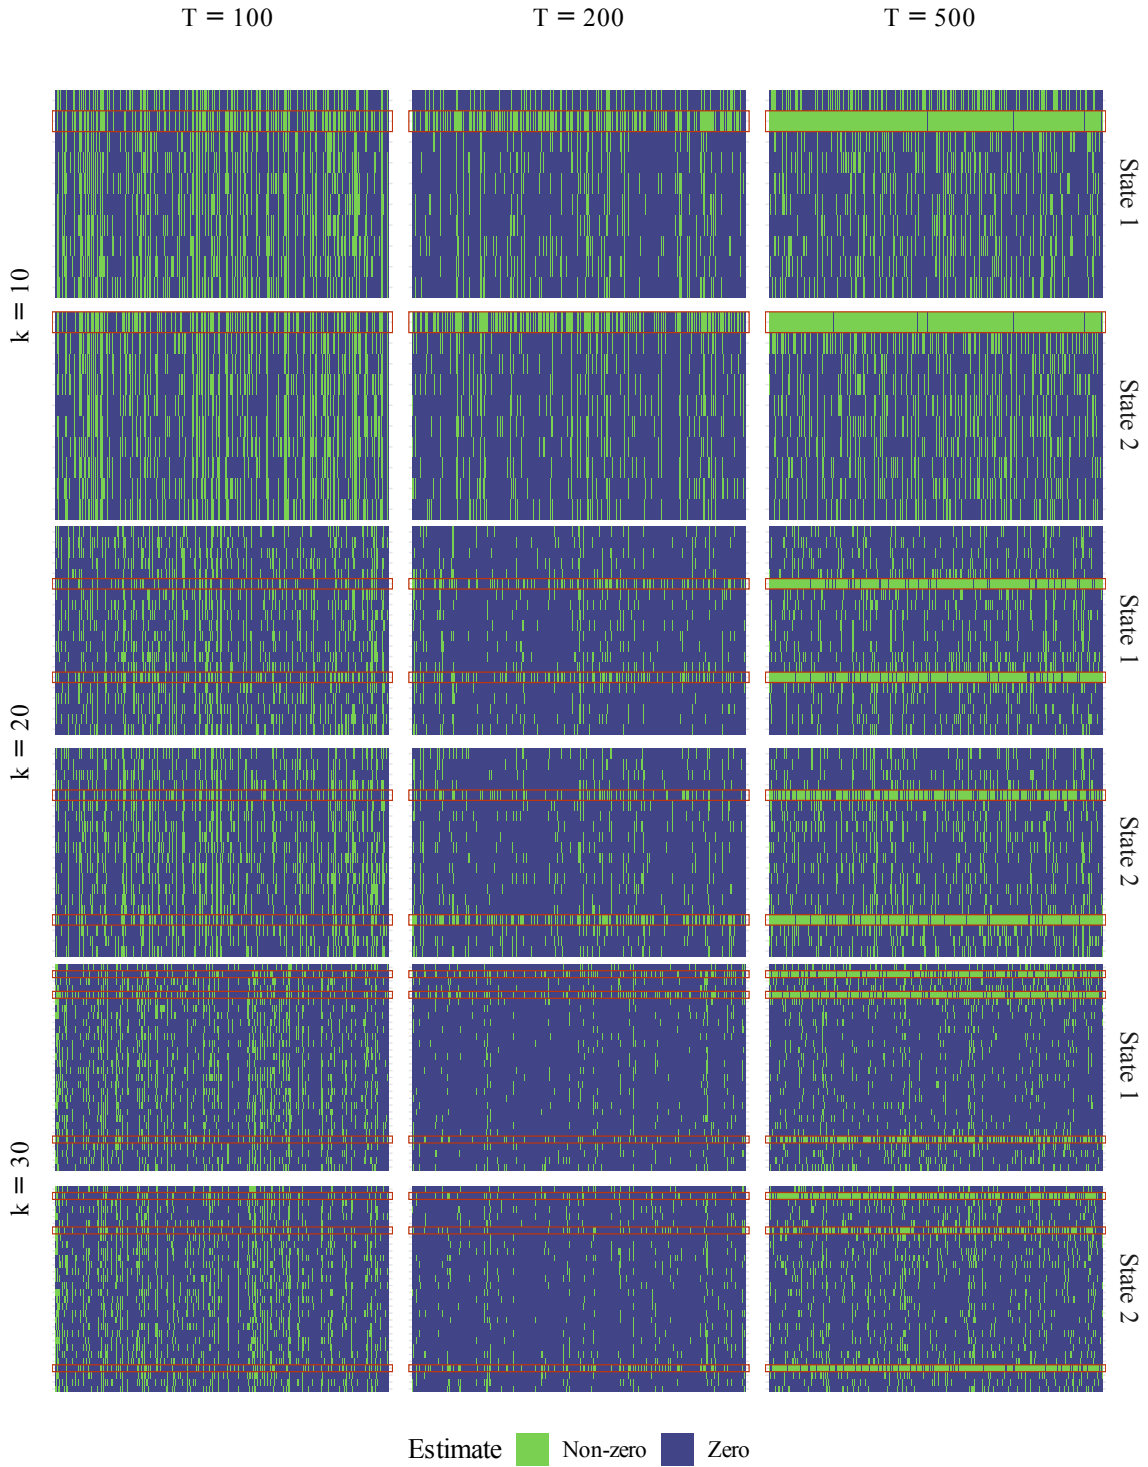 T = 100 T = 200 T = 500
k = 10
State 1
State 2
k = 20
State 1
State 2
k = 30
State 1
State 2
Estimate Non-zero Zero